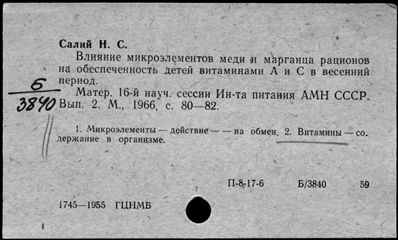 Салий Н. С.
Влияние микроэлементов меди и марганца рационов
на обеспеченность детей витаминами А и С в весенний
период.
Б
3840
Матер. 16-й науч. сессии Ин-та питания АМН СССР.
Вып. 2. М., 1966, с. 80—82.
1. Микроэлементы — действие — — на обмен. 2. Витамины — со-
держание в организме.
П-8-17-6 Б/3840 59
1745—1955 ГЦНМБ